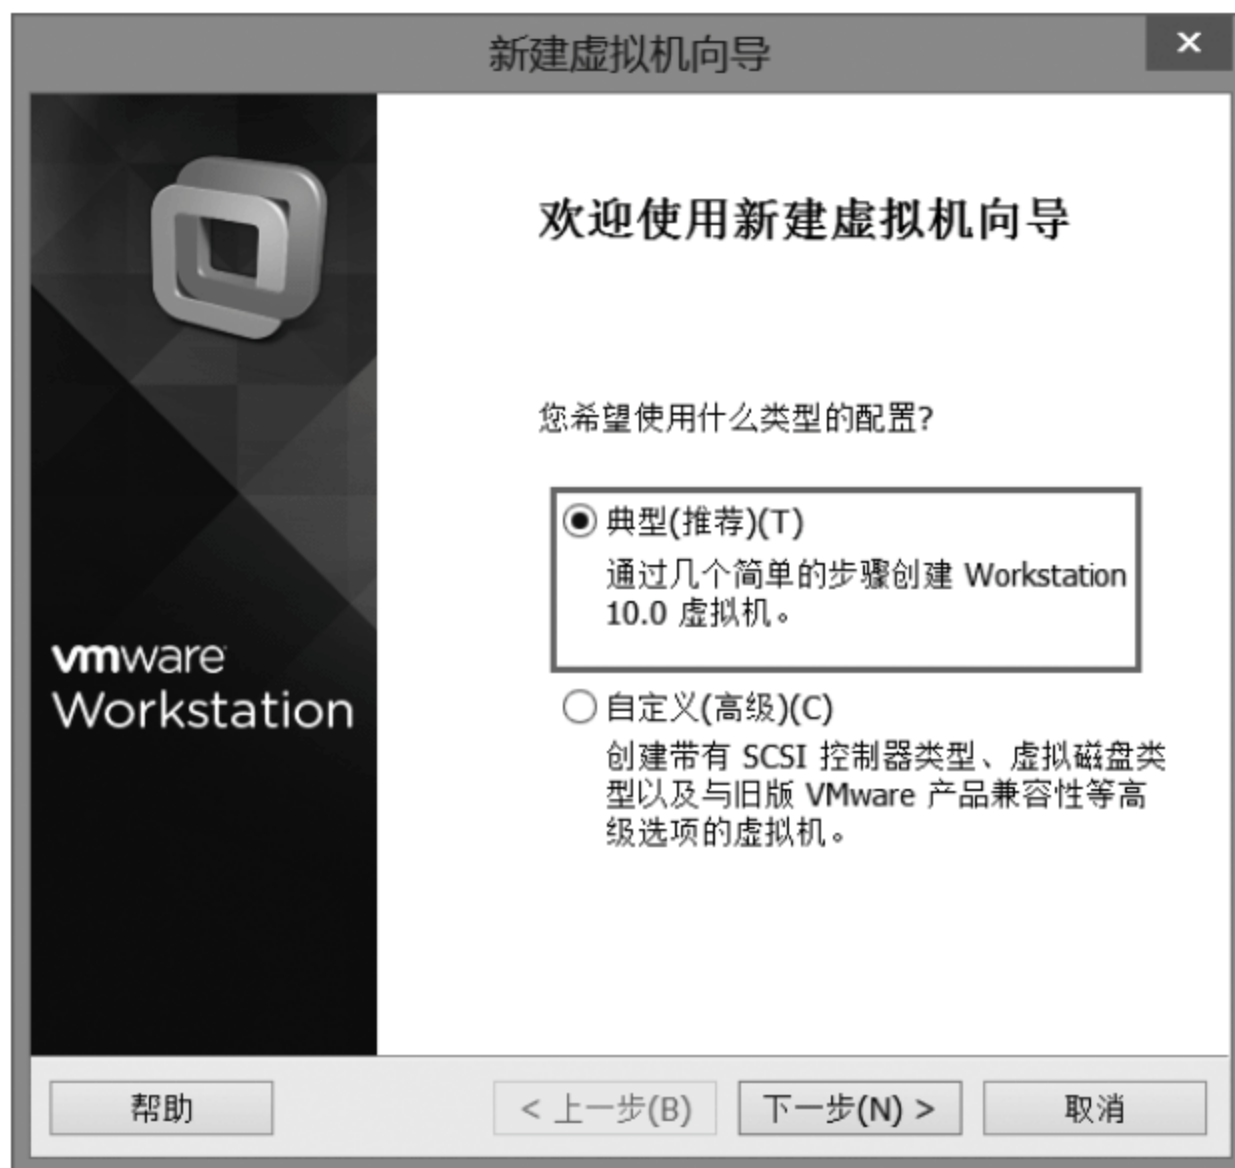 新建虚拟机向导
欢迎使用新建虚拟机向导
您希望使用什么类型的配置?
典型(推荐)(T)
通过几个简单的步骤创建 Workstation
10.0 虚拟机。
vmware
Workstation
自定义(高级)(C)
创建带有 SCSI 控制器类型、虚拟磁盘类
型以及与旧版 VMware 产品兼容性等高
级选项的虚拟机。
帮助
< 上一步(B)
下一步(N) >
取消